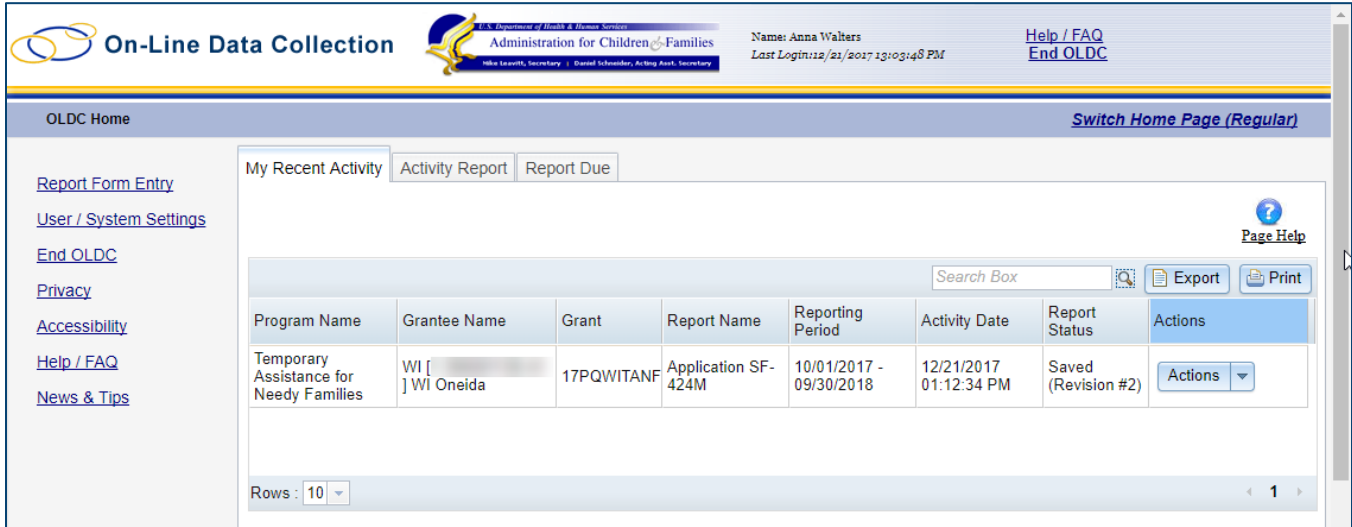 On-Line Data Collection
U.S. Department of Health & Human Services
Administration for Children & Families
Mike Leavitt, Secretary | Daniel Schneider, Acting Asst. Secretary
Name: Anna Walters
Last Login:12/21/2017 13:03:48 PM
Help / FAQ
End OLDC
OLDC Home
Switch Home Page (Regular)
Report Form Entry
User / System Settings
End OLDC
Privacy
Accessibility
Help / FAQ
News & Tips
My Recent Activity
Activity Report
Report Due
Page Help
Search Box
Export
Print
Program Name
Grantee Name
Grant
Report Name
Reporting
Period
Activity Date
Report
Status
Actions
Temporary
Assistance for
Needy Families
WI [
] WI Oneida
17PQWITANF
Application SF-
424M
10/01/2017 -
09/30/2018
12/21/2017
01:12:34 PM
Saved
(Revision #2)
Actions
Rows : 10
1